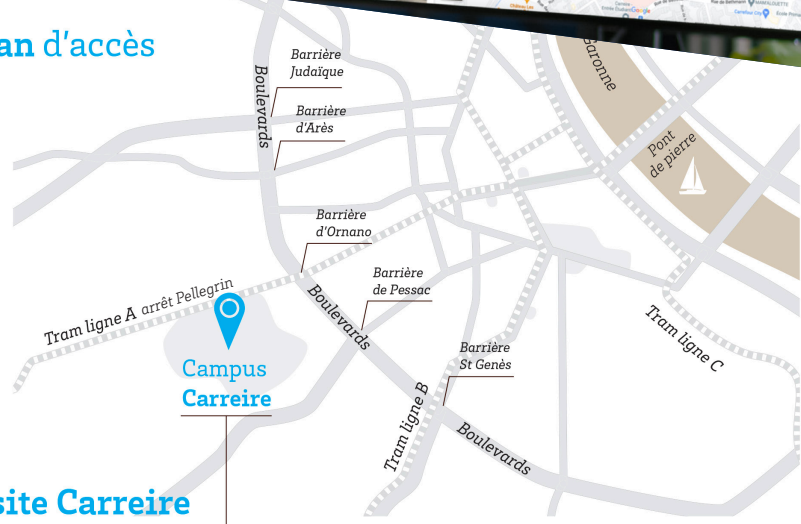 an d'accès
Barrière
Judaïque
Boulevards
Barrière
d'Arès
Garonne
Pont
de pierre
Barrière
d'Ornano
Barrière
de Pessac
Tram ligne A arrêt Pellegrin
Boulevards
Tram ligne C
Campus
Carreire
Barrière
St Genès
Tram ligne B
Boulevards
site Carreire